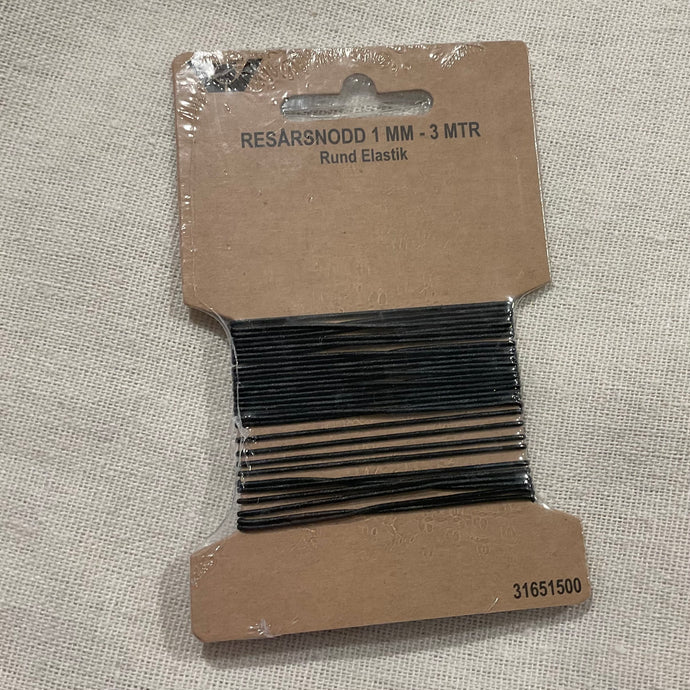 RESÅRSNODD 1 MM - 3 MTR
Rund Elastik
31651500